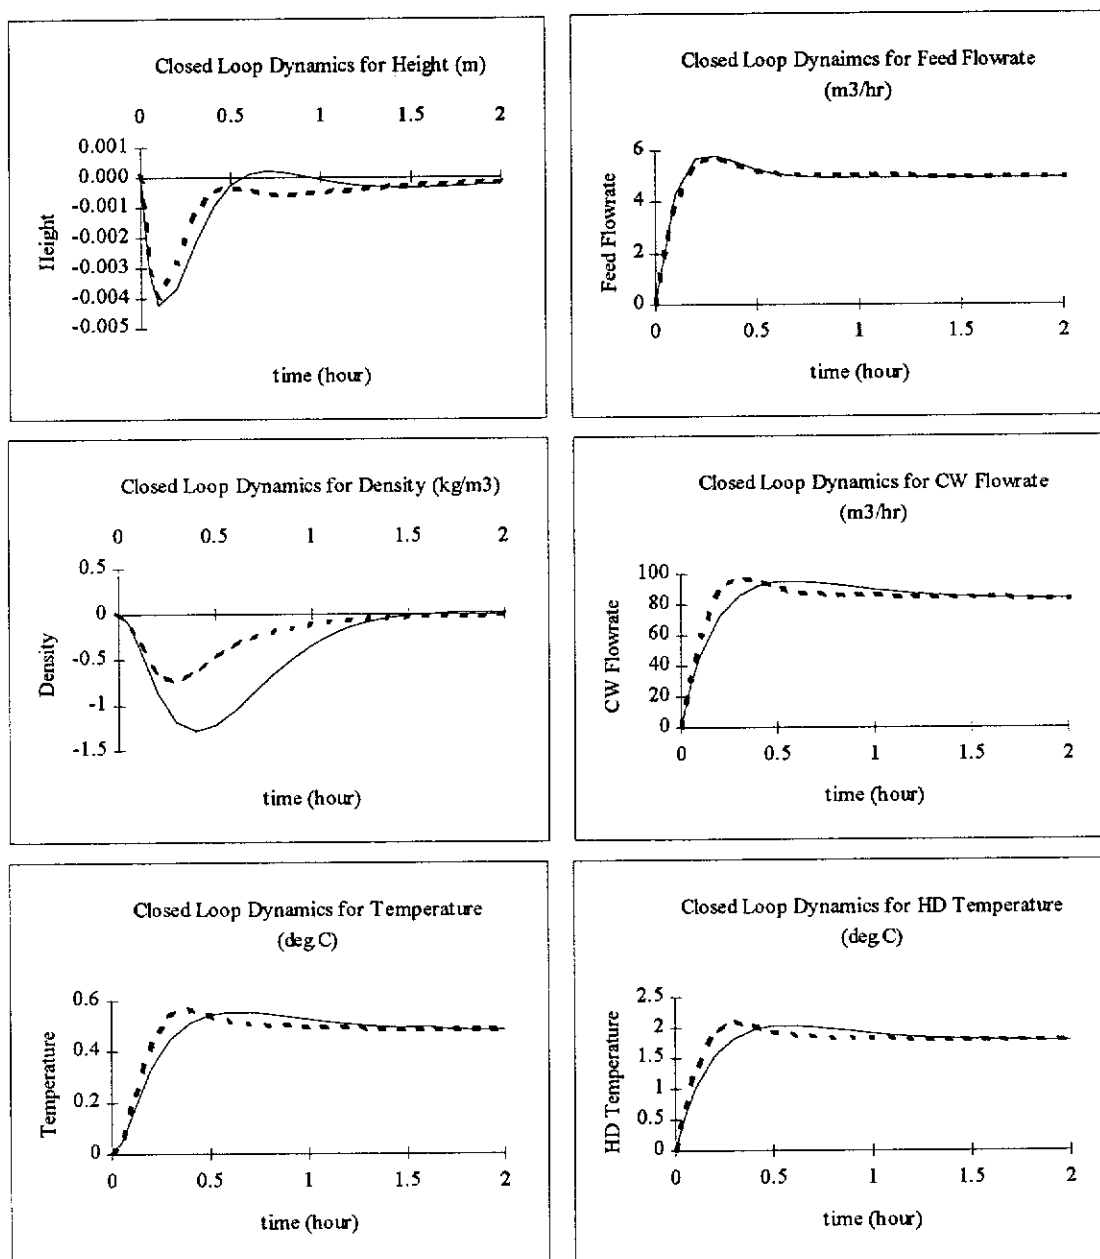 Closed Loop Dynamics for Height (m)
0 0.5 1 1.5 2
0.001
0.000
-0.001
-0.002
-0.003
-0.004
-0.005
Height
time (hour)
Closed Loop Dynaimcs for Feed Flowrate
(m3/hr)
6
4
2
0
Feed Flowrate
0 0.5 1 1.5 2
time (hour)
Closed Loop Dynamics for Density (kg/m3)
0 0.5 1 1.5 2
0.5
0
-0.5
-1
-1.5
Density
time (hour)
Closed Loop Dynamics for CW Flowrate
(m3/hr)
100
80
60
40
20
0
CW Flowrate
0 0.5 1 1.5 2
time (hour)
Closed Loop Dynamics for Temperature
(deg.C)
0.6
0.4
0.2
0
Temperature
0 0.5 1 1.5 2
time (hour)
Closed Loop Dynamics for HD Temperature
(deg.C)
2.5
2
1.5
1
0.5
0
HD Temperature
0 0.5 1 1.5 2
time (hour)